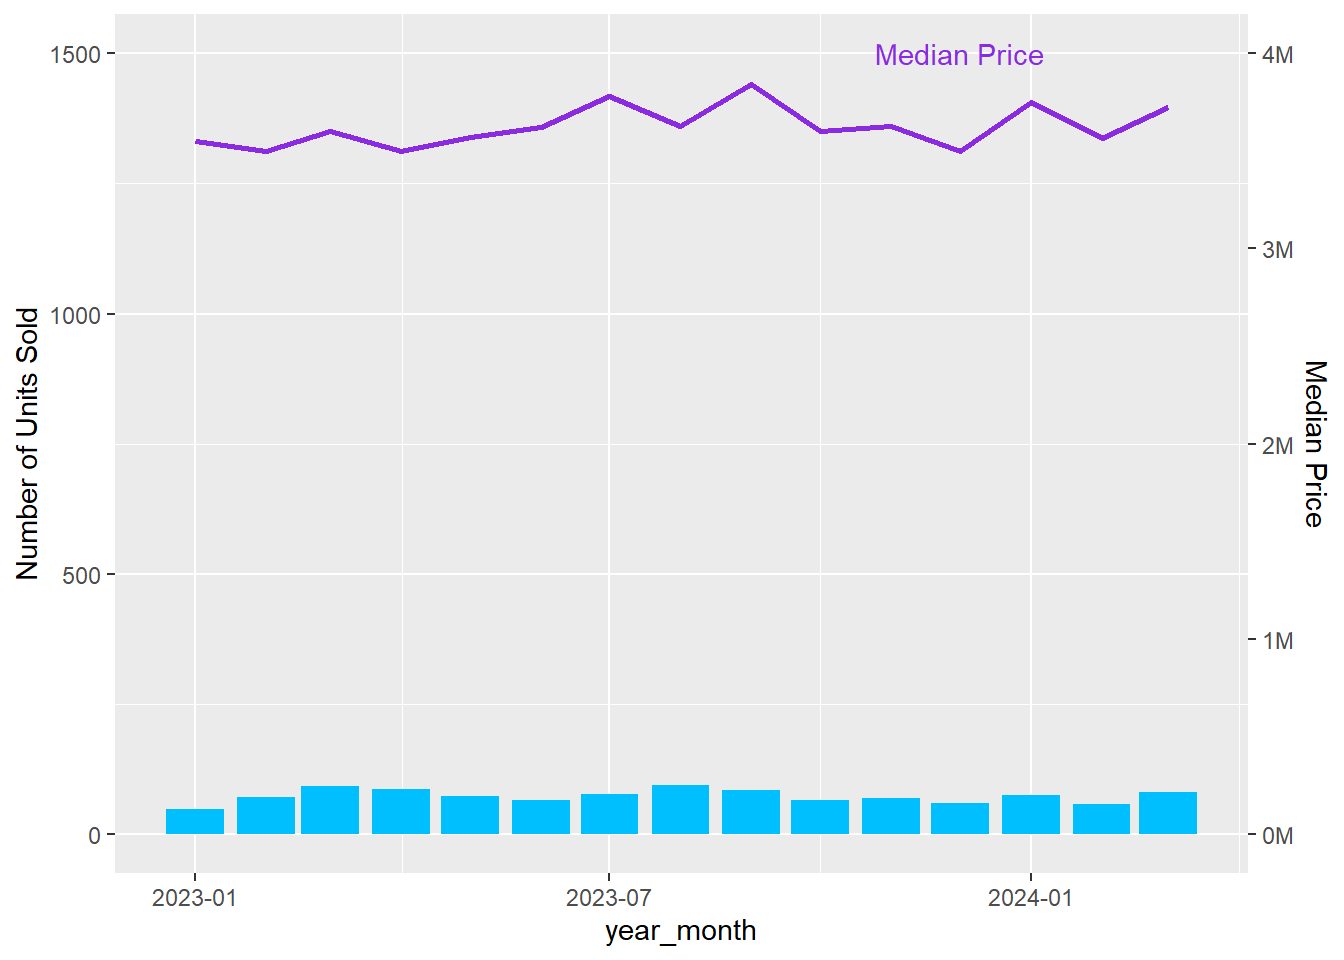 Median Price
1500
1000
500
0
4M
3M
2M
1M
0M
Number of Units Sold
Median Price
2023-01
2023-07
2024-01
year_month